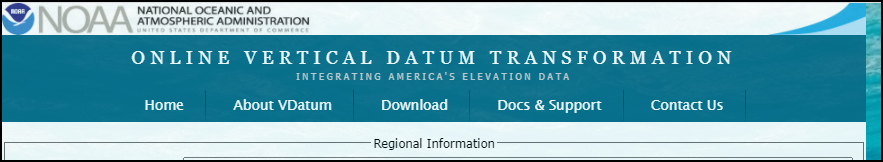 NOAA
NATIONAL OCEANIC AND
ATMOSPHERIC ADMINISTRATION
UNITED STATES DEPARTMENT OF COMMERCE
ONLINE VERTICAL DATUM TRANSFORMATION
INTEGRATING AMERICA'S ELEVATION DATA
Home About VDatum Download Docs & Support Contact Us
Regional Information